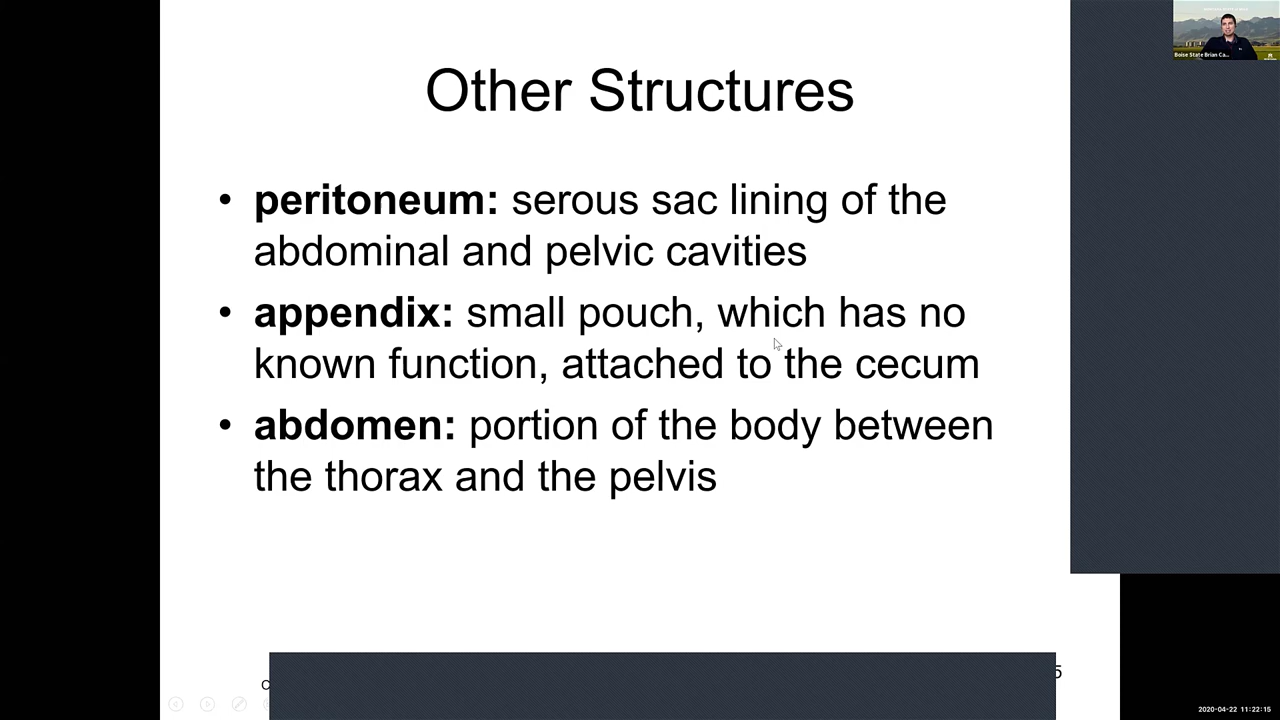 Boise State Brian Ca...
Other Structures
• peritoneum: serous sac lining of the
abdominal and pelvic cavities
• appendix: small pouch, which has no
known function, attached to the cecum
• abdomen: portion of the body between
the thorax and the pelvis
5
2020-04-22 11:22:15